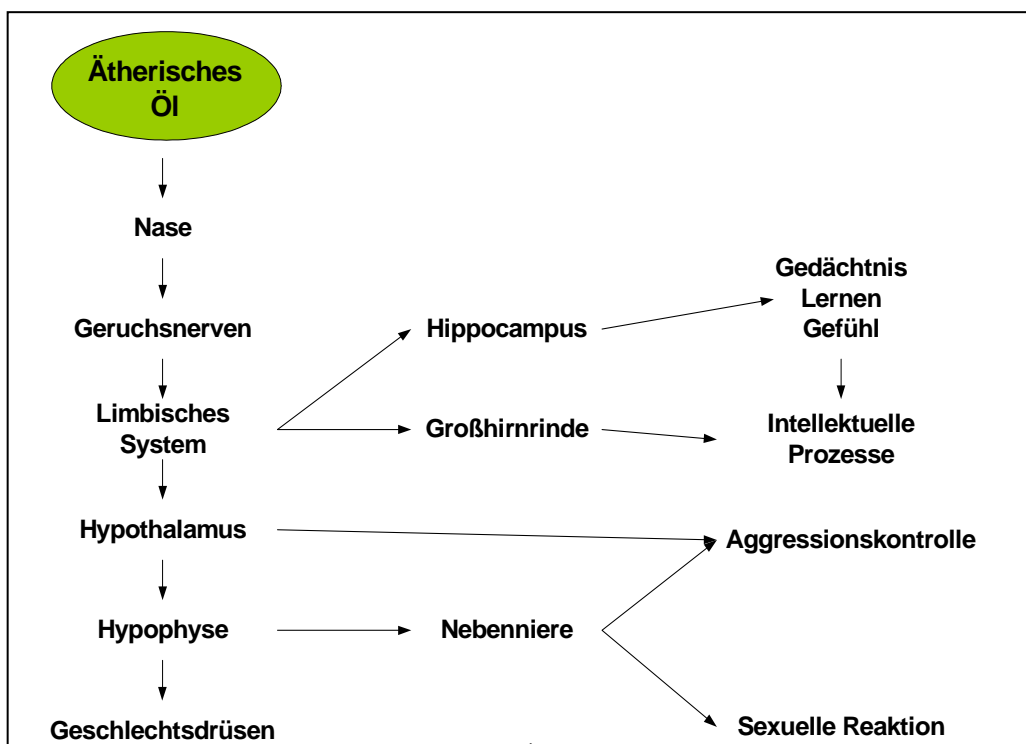 Ätherisches
Öl
Nase
Gedächtnis
Lernen
Gefühl
Geruchsnerven
Hippocampus
Limbisches
System
Großhirnrinde
Intellektuelle
Prozesse
Hypothalamus
Aggressionskontrolle
Hypophyse
Nebenniere
Geschlechtsdrüsen
Sexuelle Reaktion